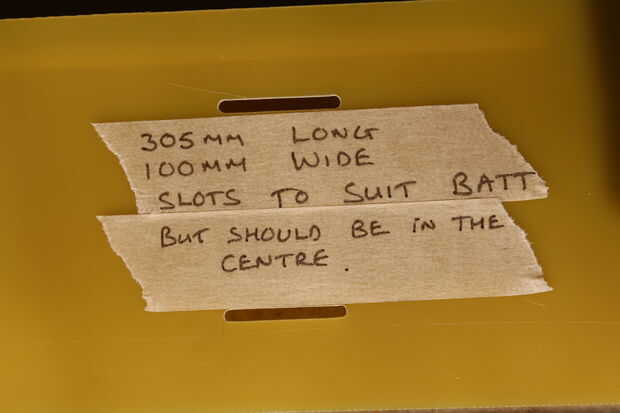 305MM LONG
100MM WIDE
SLOTS TO SUIT BATT
BUT SHOULD BE IN THE
CENTRE.